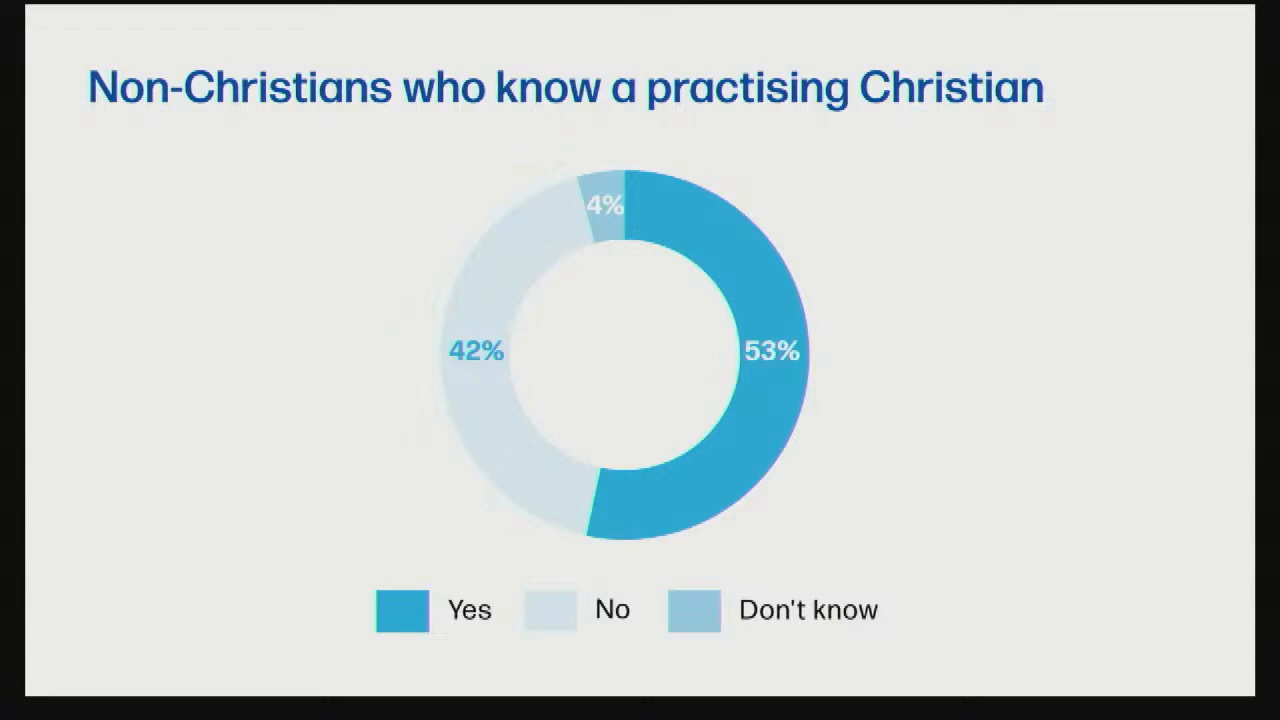 Non-Christians who know a practising Christian
4%
42%
53%
Yes
No
Don't know